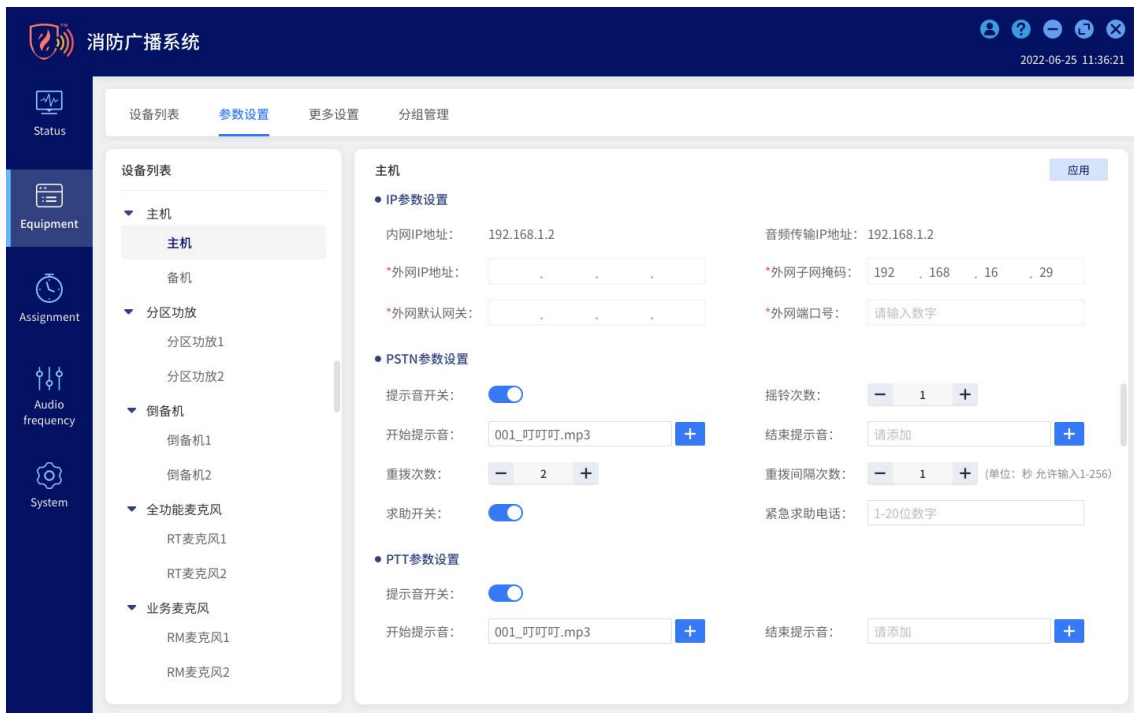 消防广播系统
2022-06-25 11:36:21
Status
Equipment
Assignment
Audio
frequency
System
设备列表 参数设置 更多设置 分组管理
设备列表
主机
主机
备机
分区功放
分区功放1
分区功放2
倒备机
倒备机1
倒备机2
全功能麦克风
RT麦克风1
RT麦克风2
业务麦克风
RM麦克风1
RM麦克风2
主机 应用
IP参数设置
内网IP地址: 192.168.1.2 音频传输IP地址: 192.168.1.2
*外网IP地址: . . . *外网子网掩码: 192 . 168 . 16 . 29
*外网默认网关: . . . *外网端口号: 请输入数字
PSTN参数设置
提示音开关: 摇铃次数: − 1 +
开始提示音: 001_叮叮叮.mp3 + 结束提示音: 请添加 +
重拨次数: − 2 + 重拨间隔次数: − 1 + (单位: 秒 允许输入1-256)
求助开关: 紧急求助电话: 1-20位数字
PTT参数设置
提示音开关:
开始提示音: 001_叮叮叮.mp3 + 结束提示音: 请添加 +